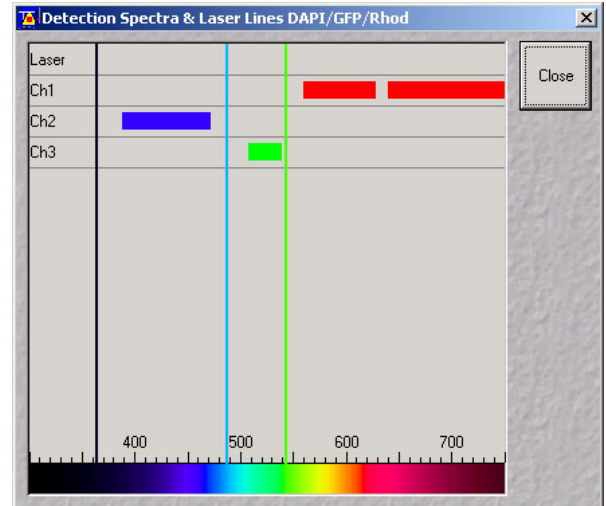 Detection Spectra & Laser Lines DAPI/GFP/Rhod
Laser
Close
Ch1
Ch2
Ch3
400 500 600 700